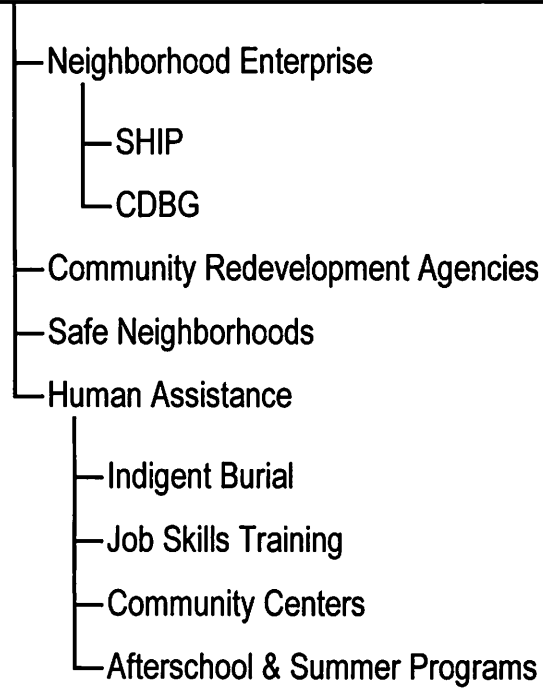 Neighborhood Enterprise
SHIP
CDBG
Community Redevelopment Agencies
Safe Neighborhoods
Human Assistance
Indigent Burial
Job Skills Training
Community Centers
Afterschool & Summer Programs